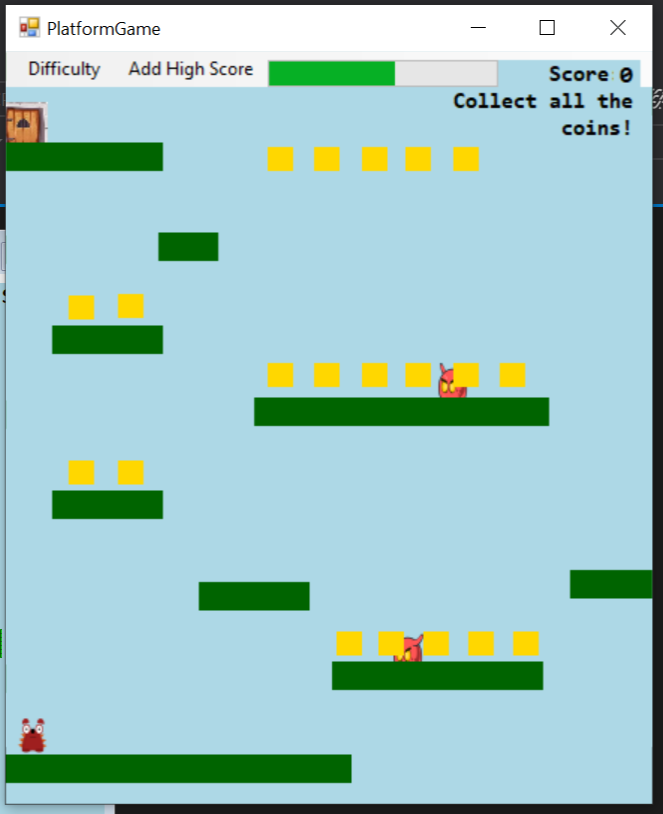 PlatformGame
Difficulty Add High Score
Score: 0
Collect all the
coins!